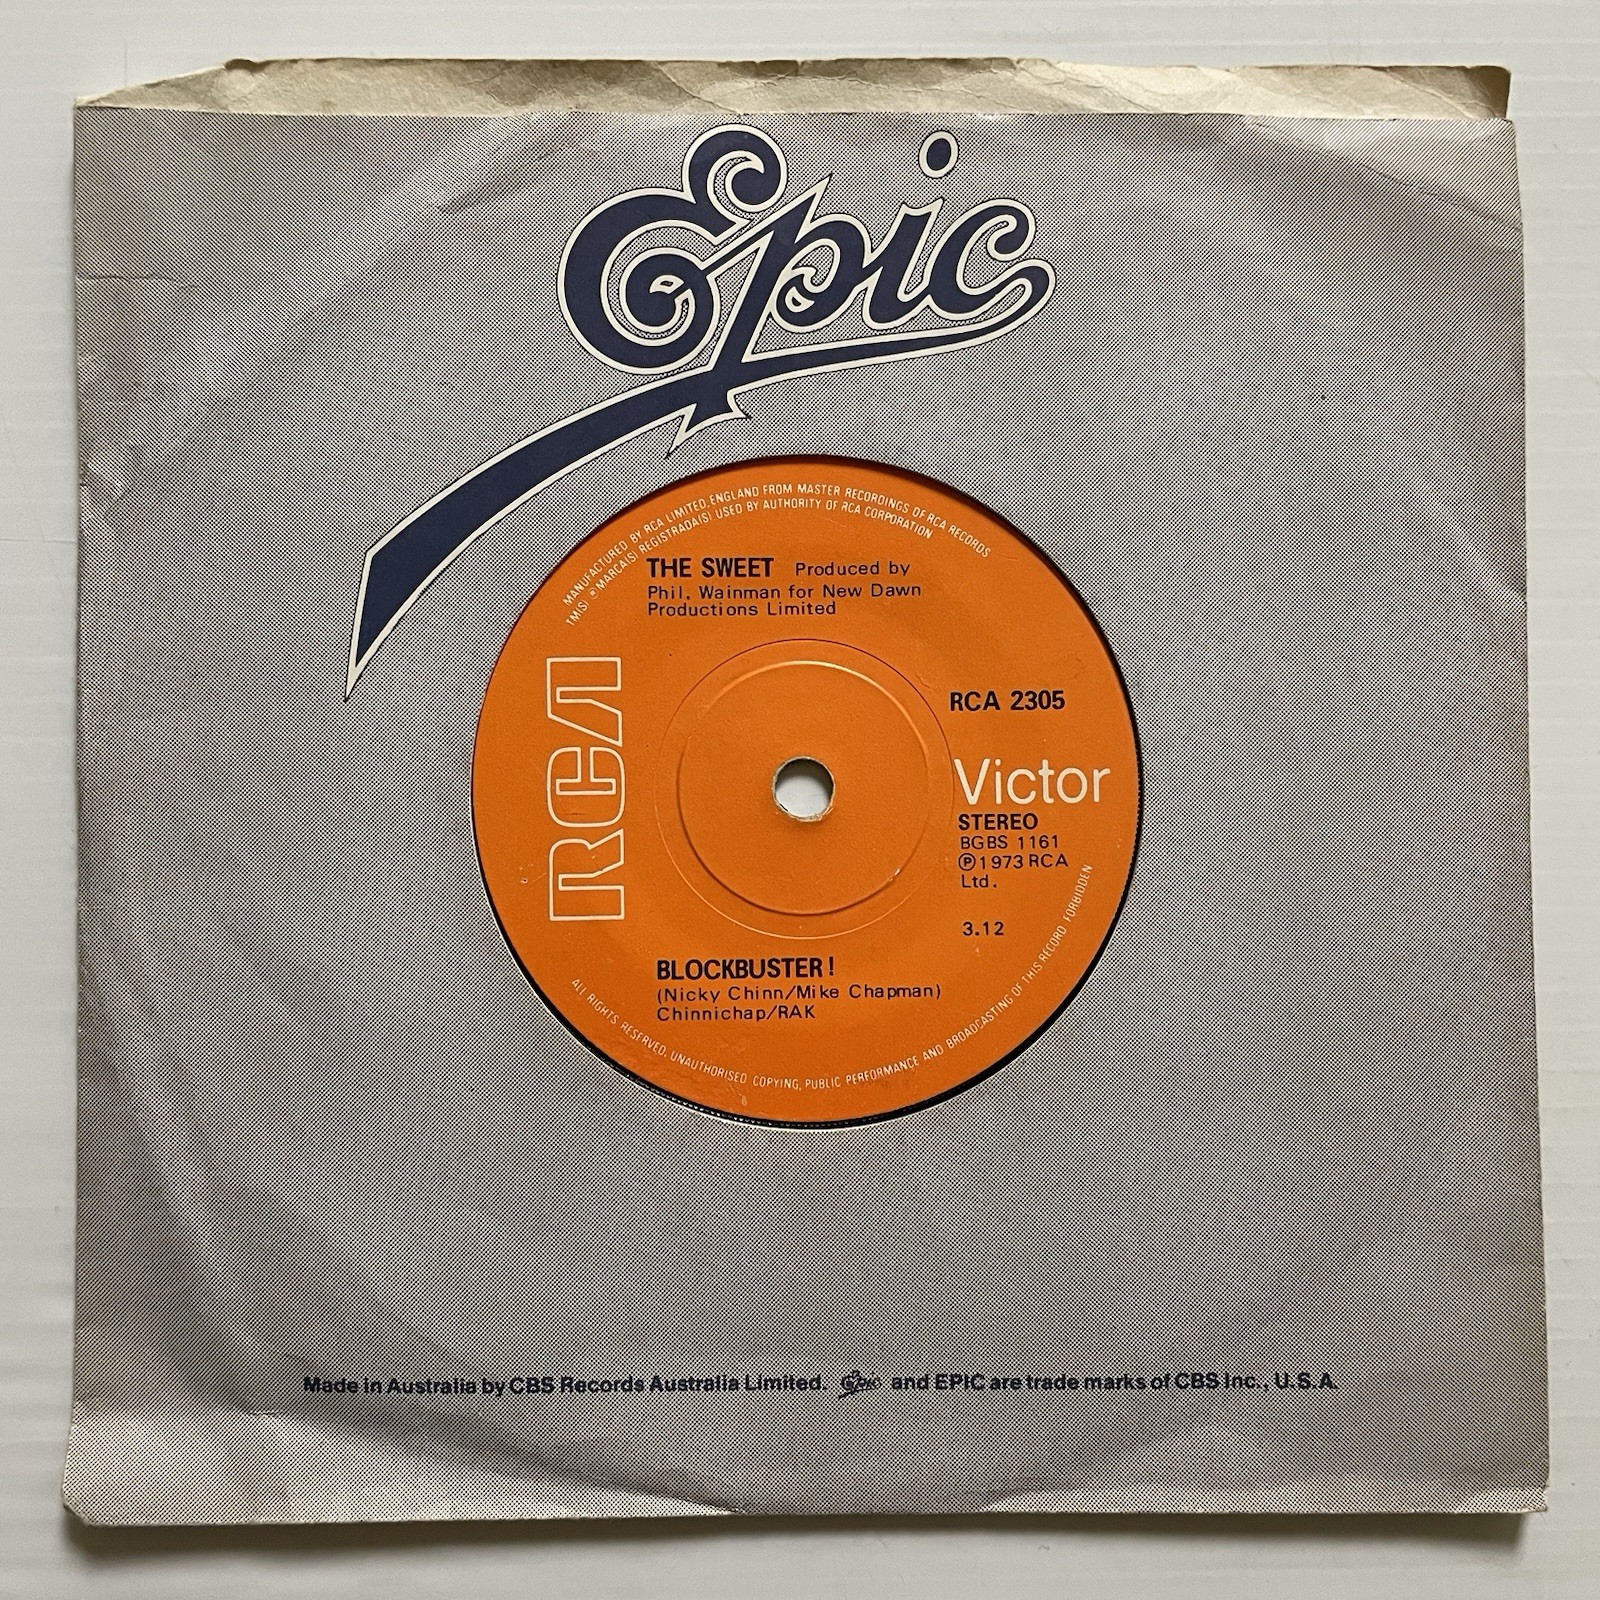 Epic
MANUFACTURED BY RCA LIMITED, ENGLAND FROM MASTER RECORDINGS OF RCA RECORDS
TM(S) ® MARCA(S) REGISTRADA(S) USED BY AUTHORITY OF RCA CORPORATION
THE SWEET Produced by
Phil. Wainman for New Dawn
Productions Limited
RCA
RCA 2305
Victor
STEREO
BGBS 1161
℗ 1973 RCA
Ltd.
3.12
BLOCKBUSTER!
(Nicky Chinn/Mike Chapman)
Chinnichap/RAK
ALL RIGHTS RESERVED, UNAUTHORISED COPYING, PUBLIC PERFORMANCE AND BROADCASTING OF THIS RECORD FORBIDDEN
Made in Australia by CBS Records Australia Limited. Epic and EPIC are trade marks of CBS Inc., U.S.A.